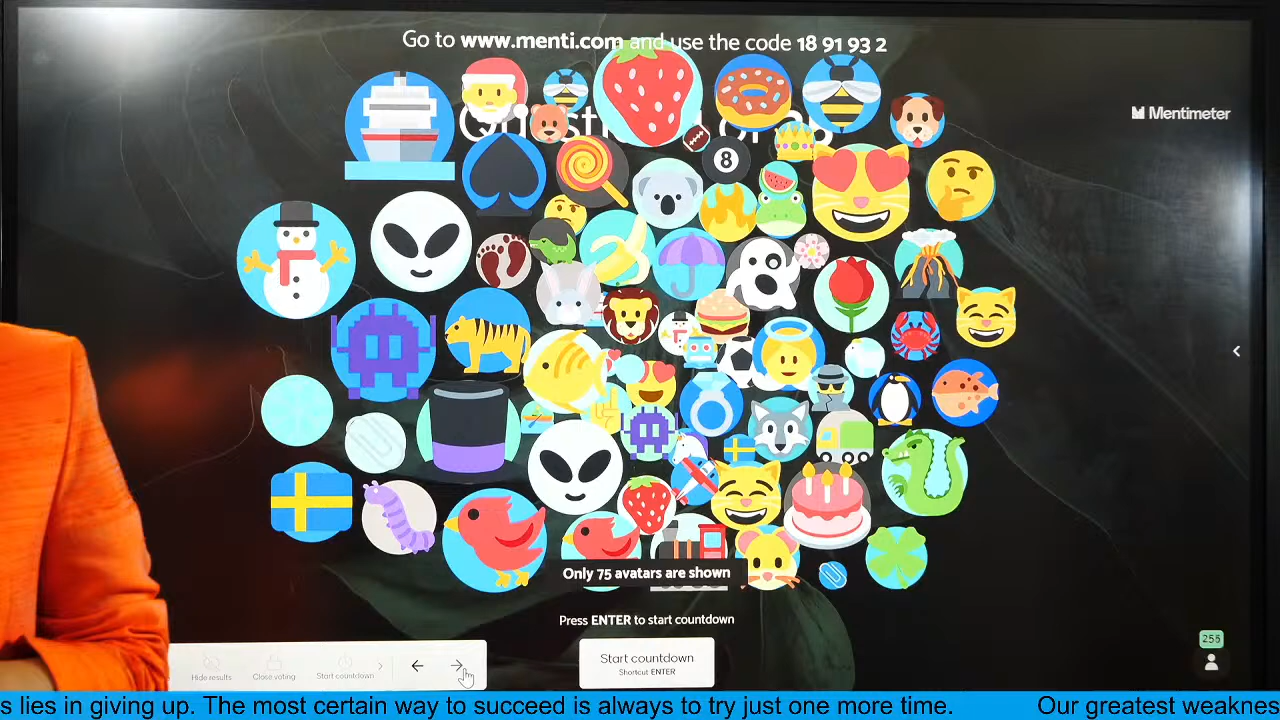 Go to www.menti.com and use the code 18 91 93 2
Mentimeter
8
Only 75 avatars are shown
Press ENTER to start countdown
Start countdown
Shortcut ENTER
Hide results
Close voting
Start countdown
255
s lies in giving up. The most certain way to succeed is always to try just one more time. Our greatest weaknes